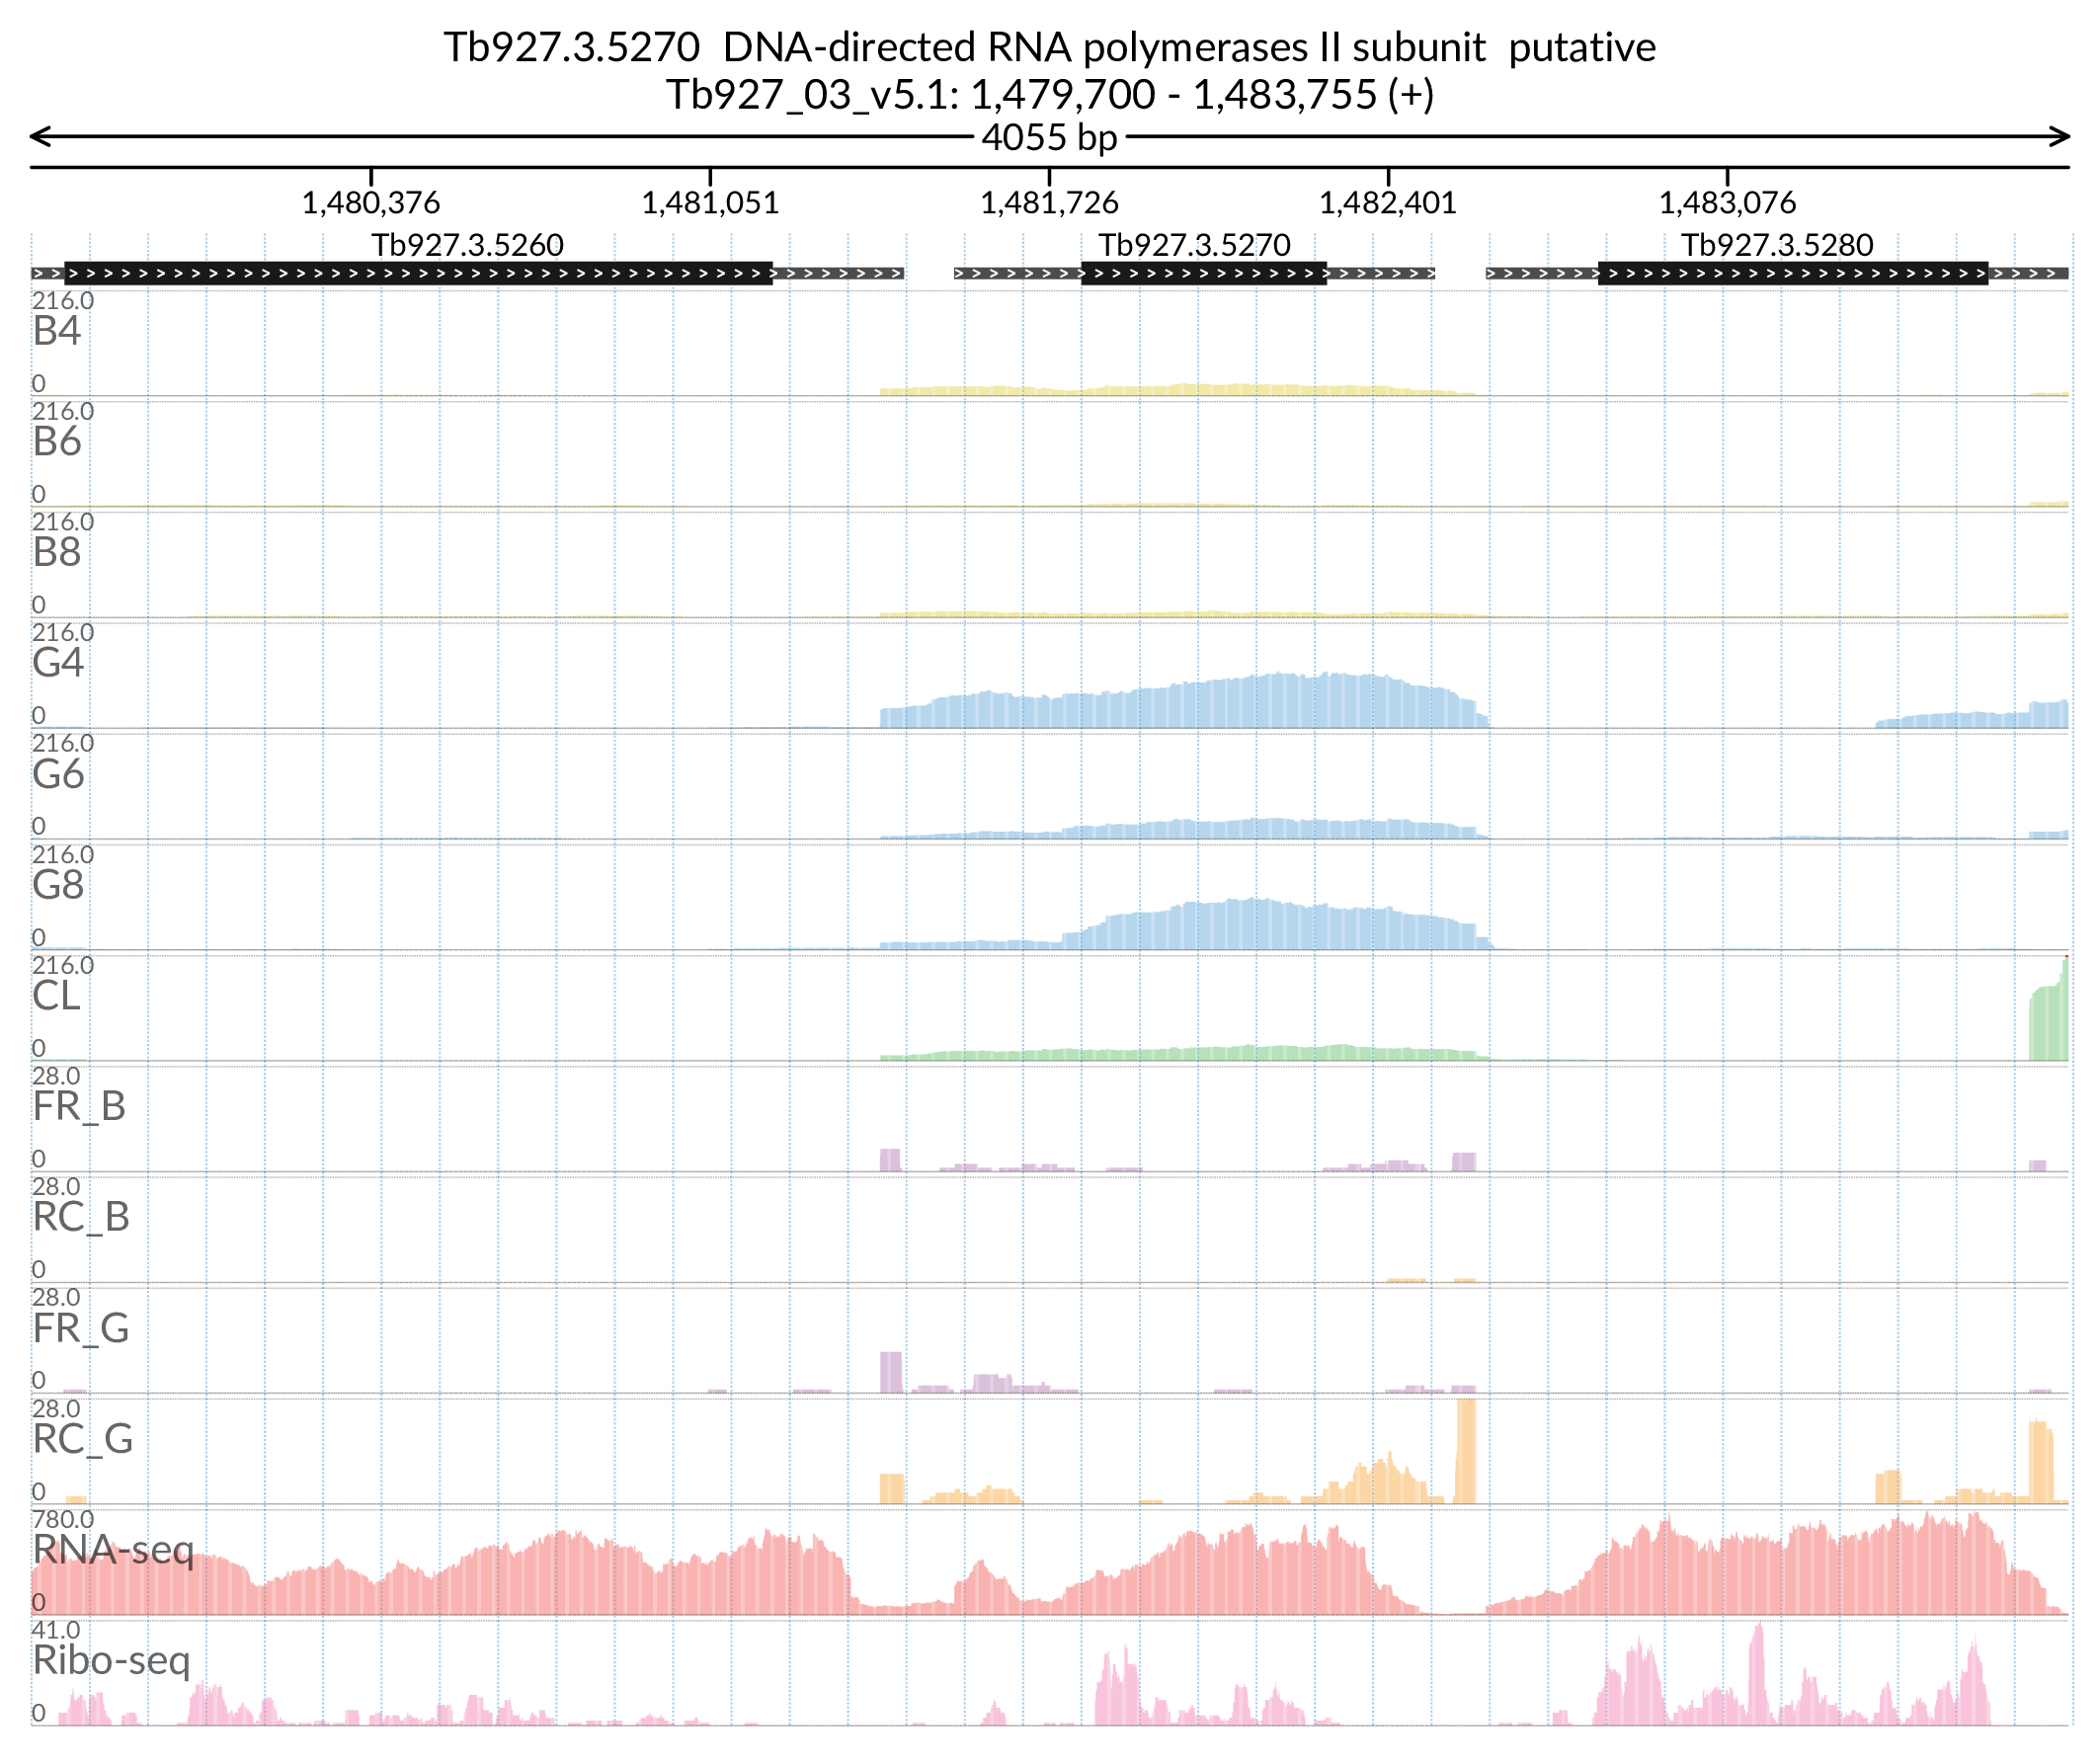 Tb927.3.5270  DNA-directed RNA polymerases II subunit  putative
Tb927_03_v5.1: 1,479,700 - 1,483,755 (+)
4055 bp
1,480,376 1,481,051 1,481,726 1,482,401 1,483,076
Tb927.3.5260 Tb927.3.5270 Tb927.3.5280
216.0
B4
0
216.0
B6
0
216.0
B8
0
216.0
G4
0
216.0
G6
0
216.0
G8
0
216.0
CL
0
28.0
FR_B
0
28.0
RC_B
0
28.0
FR_G
0
28.0
RC_G
0
780.0
RNA-seq
0
41.0
Ribo-seq
0